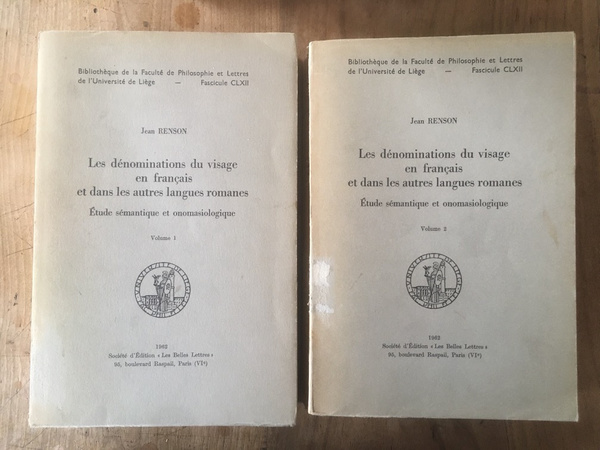 Bibliothèque de la Faculté de Philosophie et Lettres
de l'Université de Liège — Fascicule CLXII
Jean RENSON
Les dénominations du visage
en français
et dans les autres langues romanes
Étude sémantique et onomasiologique
Volume 1
1962
Société d'Édition « Les Belles Lettres »
95, boulevard Raspail, Paris (VIe)
Bibliothèque de la Faculté de Philosophie et Lettres
de l'Université de Liège — Fascicule CLXII
Jean RENSON
Les dénominations du visage
en français
et dans les autres langues romanes
Étude sémantique et onomasiologique
Volume 2
1962
Société d'Édition « Les Belles Lettres »
95, boulevard Raspail, Paris (VIe)